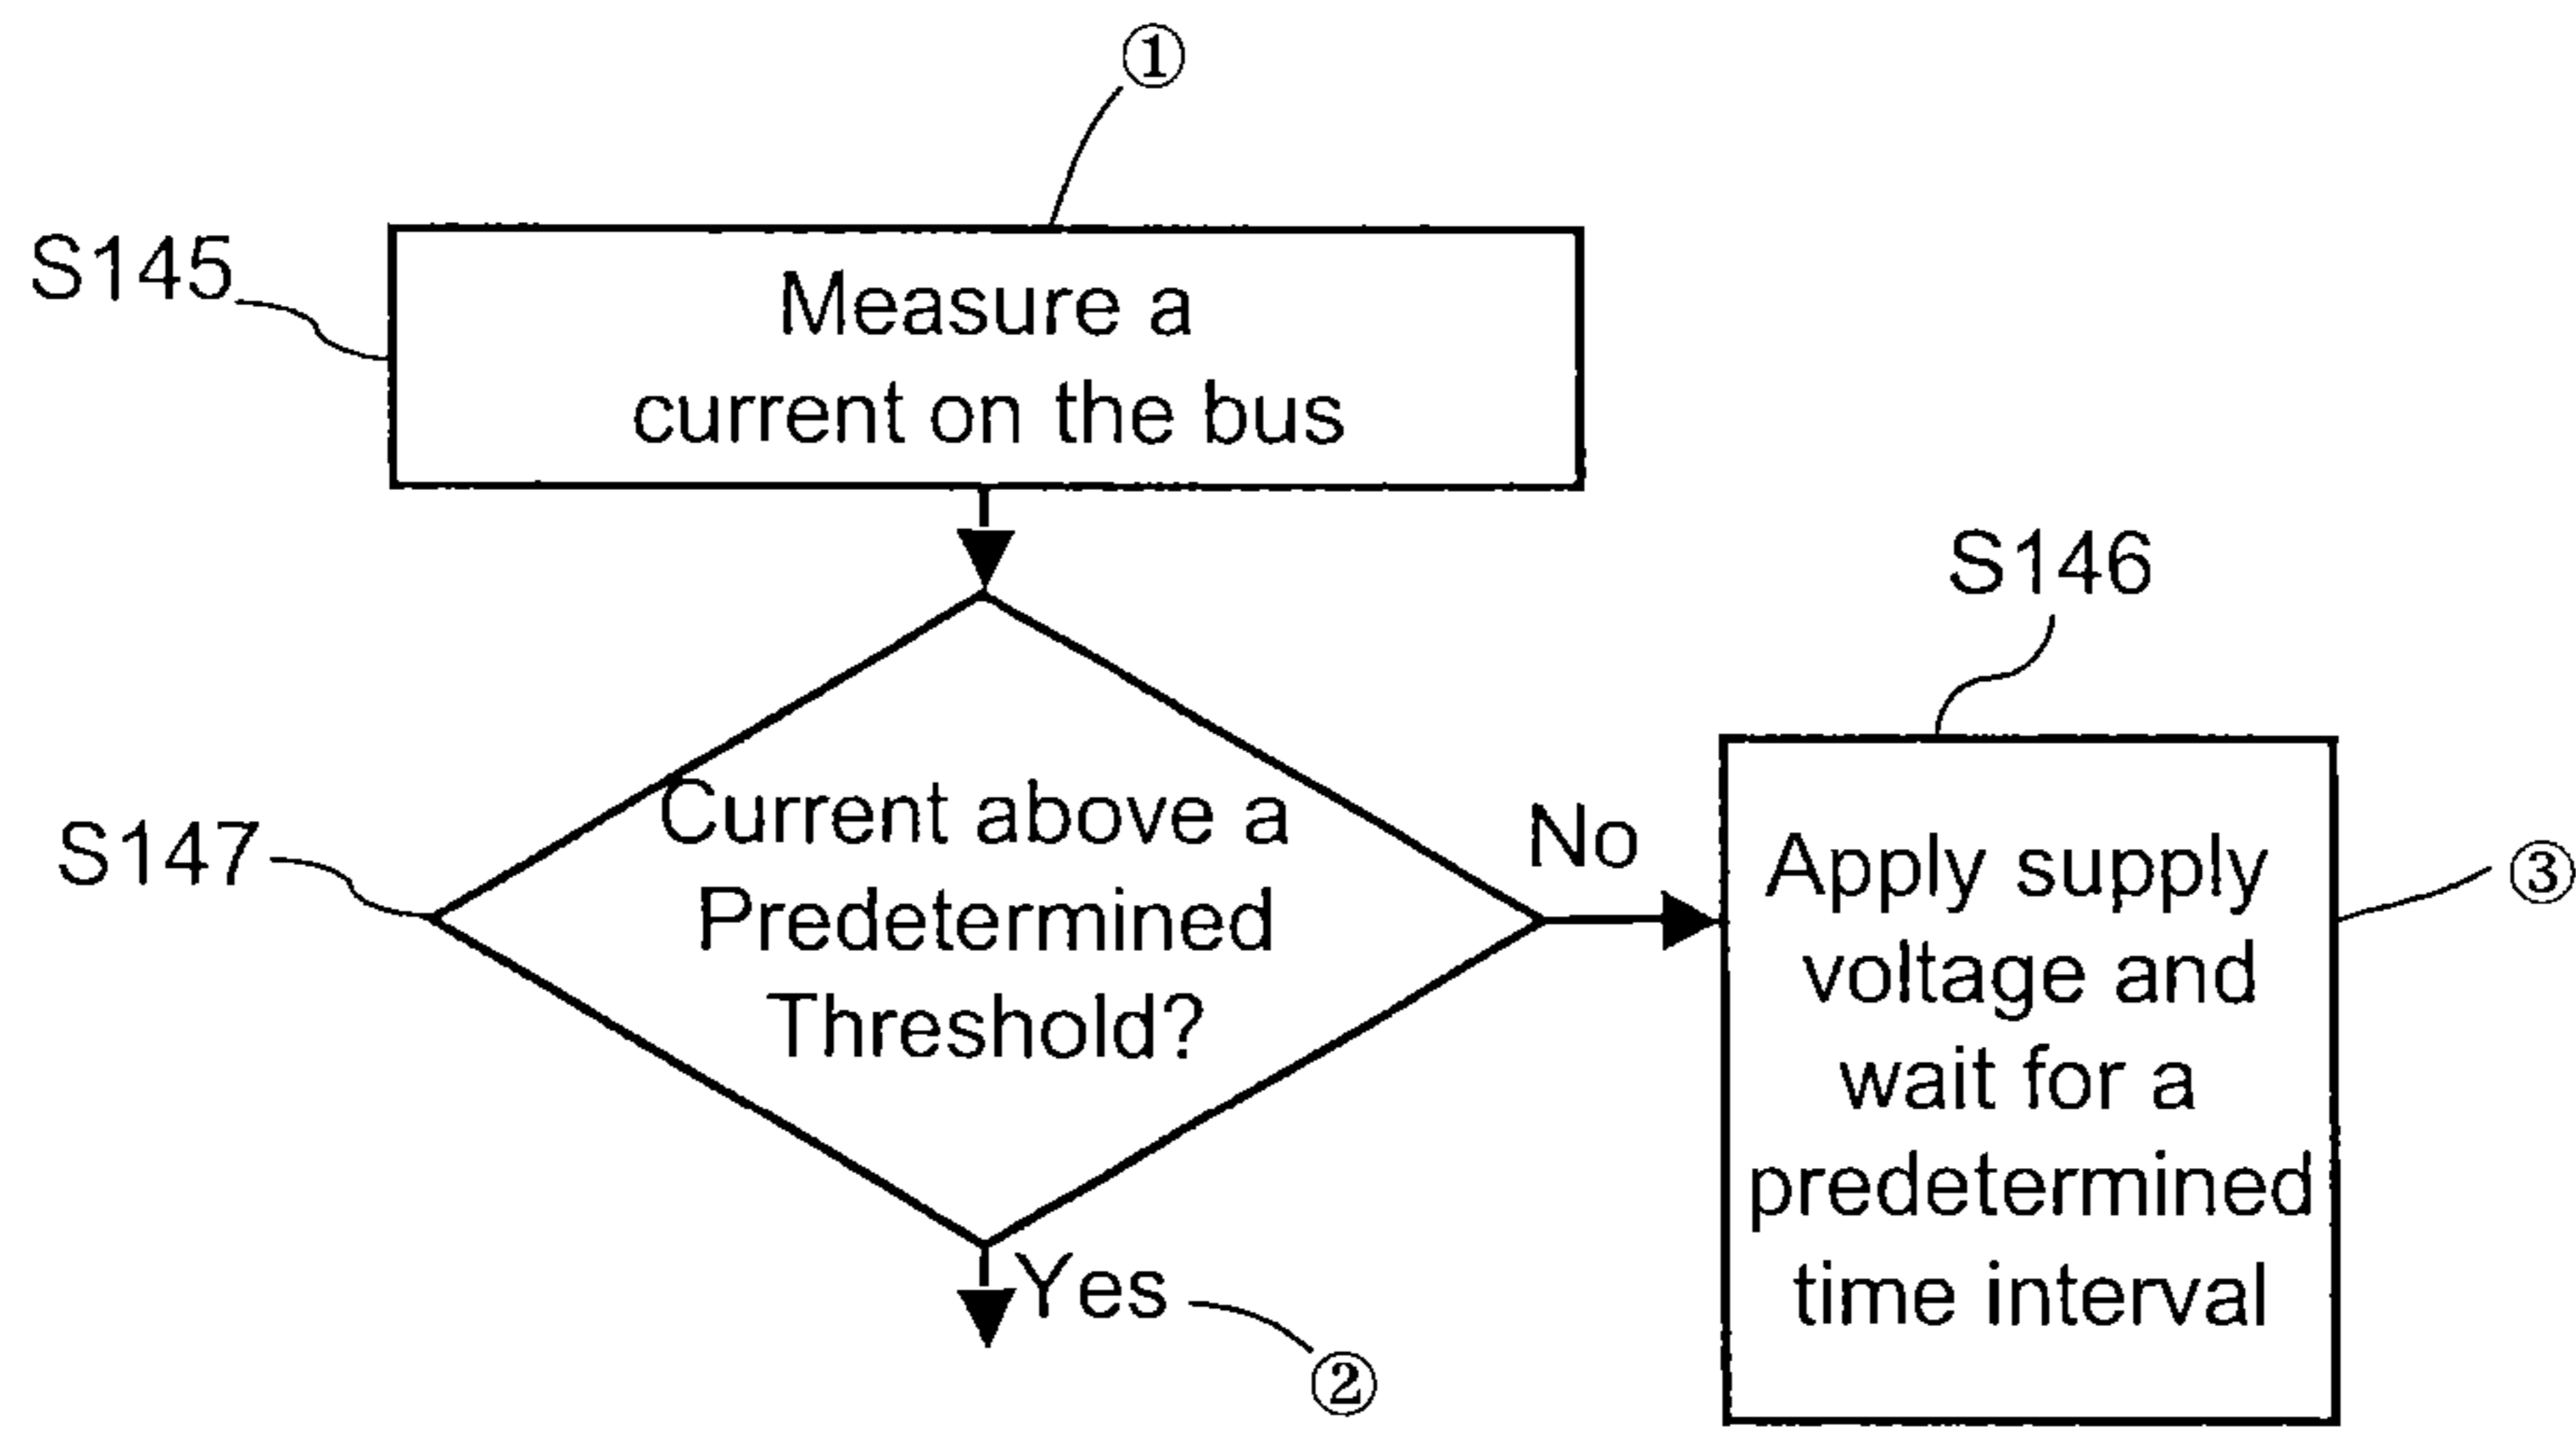 ①
S145
Measure a
current on the bus
S146
S147
Current above a
Predetermined
Threshold?
No
Apply supply
voltage and
wait for a
predetermined
time interval
③
Yes
②